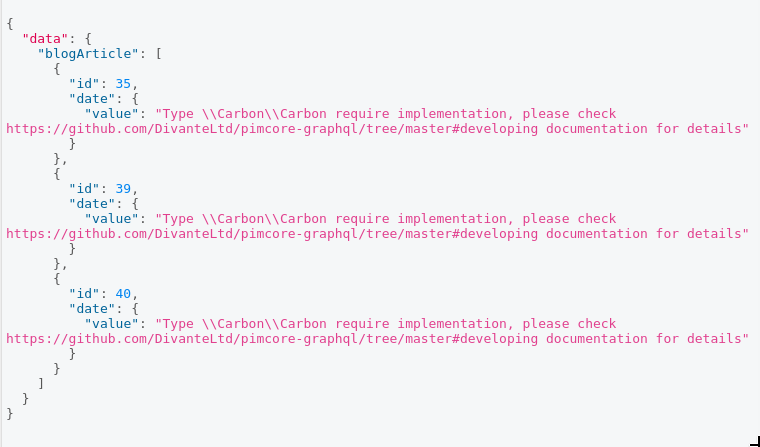 {
  "data": {
    "blogArticle": [
      {
        "id": 35,
        "date": {
          "value": "Type \\Carbon\\Carbon require implementation, please check
https://github.com/DivanteLtd/pimcore-graphql/tree/master#developing documentation for details"
        }
      },
      {
        "id": 39,
        "date": {
          "value": "Type \\Carbon\\Carbon require implementation, please check
https://github.com/DivanteLtd/pimcore-graphql/tree/master#developing documentation for details"
        }
      },
      {
        "id": 40,
        "date": {
          "value": "Type \\Carbon\\Carbon require implementation, please check
https://github.com/DivanteLtd/pimcore-graphql/tree/master#developing documentation for details"
        }
      }
    ]
  }
}